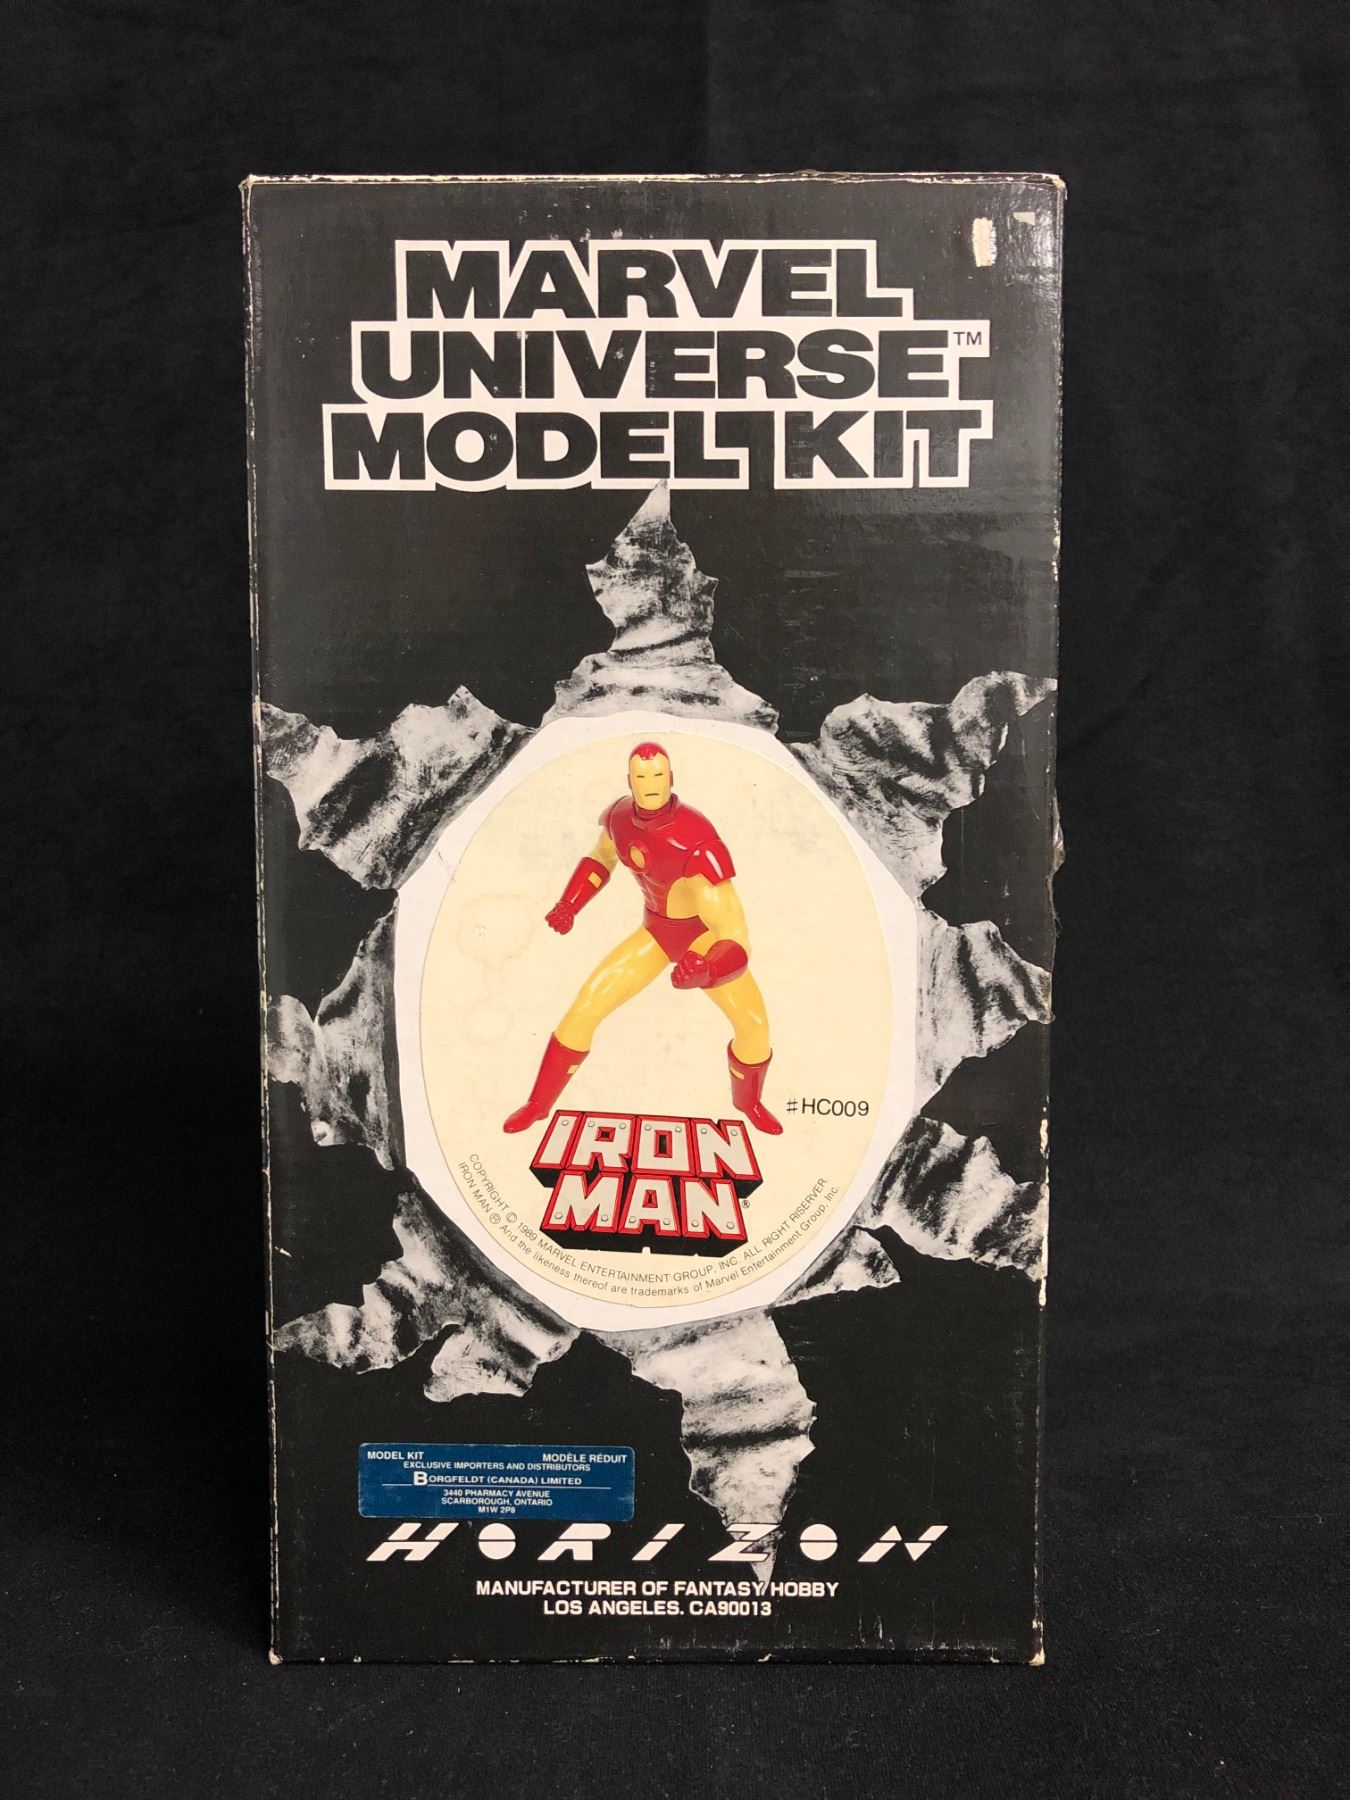 MARVEL
UNIVERSE™
MODEL KIT
#HC009
IRON
MAN®
COPYRIGHT © 1989 MARVEL ENTERTAINMENT GROUP, INC. ALL RIGHT RISERVER.
IRON MAN ® And the likeness thereof are trademarks of Marvel Entertainment Group, Inc.
MODEL KIT MODÈLE RÉDUIT
EXCLUSIVE IMPORTERS AND DISTRIBUTORS
BORGFELDT (CANADA) LIMITED
3440 PHARMACY AVENUE
SCARBOROUGH, ONTARIO
M1W 2P8
HORIZON
MANUFACTURER OF FANTASY HOBBY
LOS ANGELES. CA90013